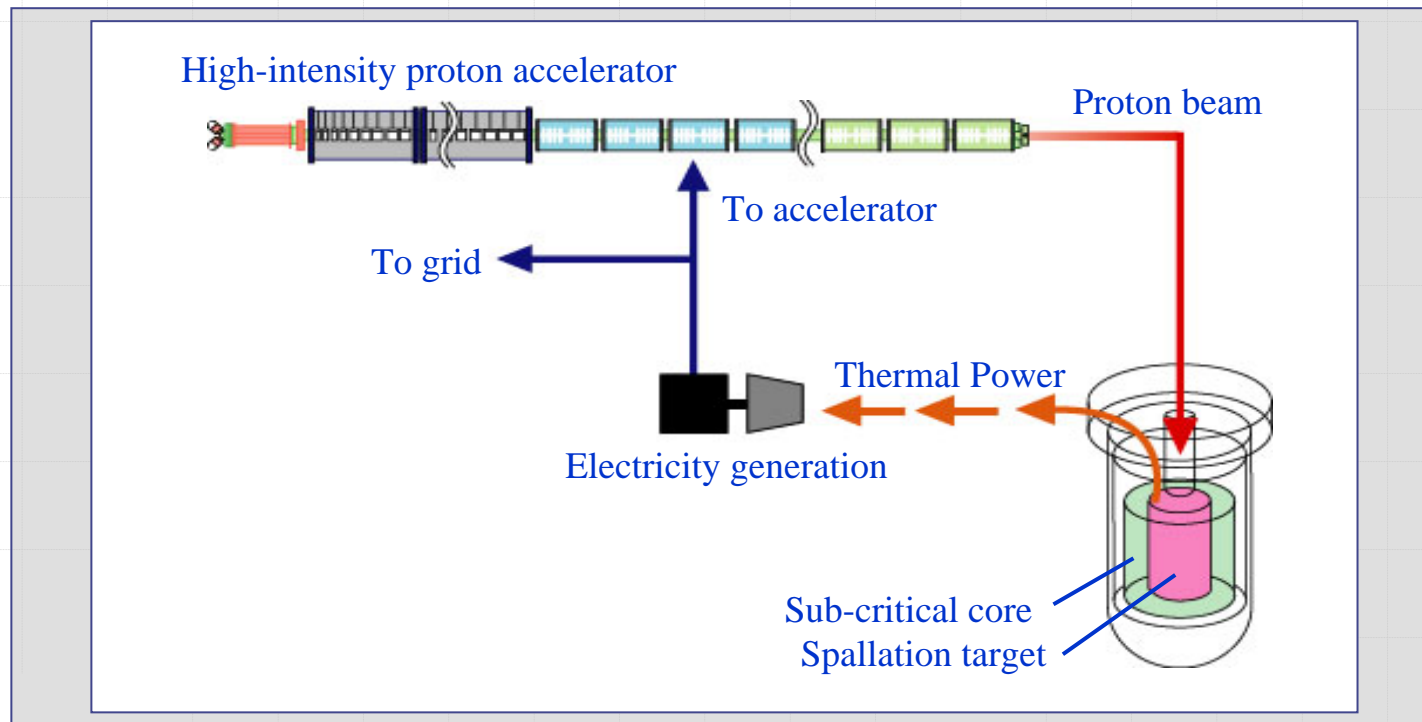 High-intensity proton accelerator
Proton beam
To accelerator
To grid
Thermal Power
Electricity generation
Sub-critical core
Spallation target